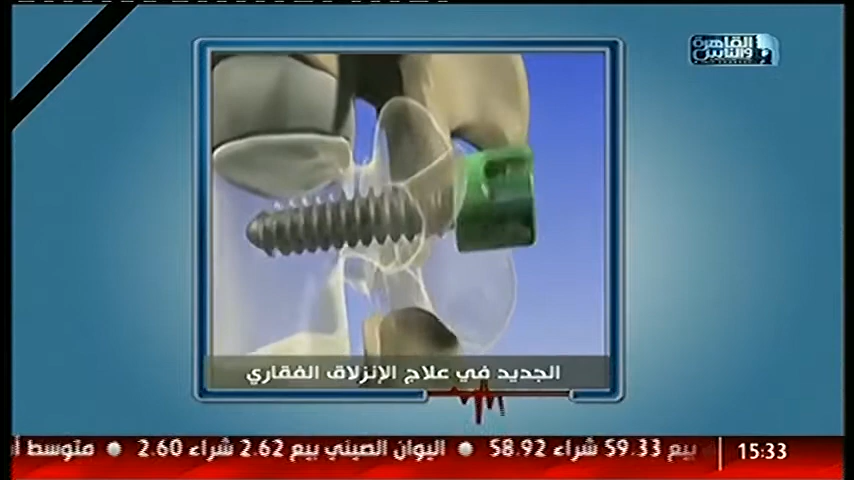 القاهرة
والناس
الجديد في علاج الإنزلاق الفقاري
15:33 بيع 59.33 شراء 58.92 ● اليوان الصيني بيع 2.62 شراء 2.60 ● متوسط أ